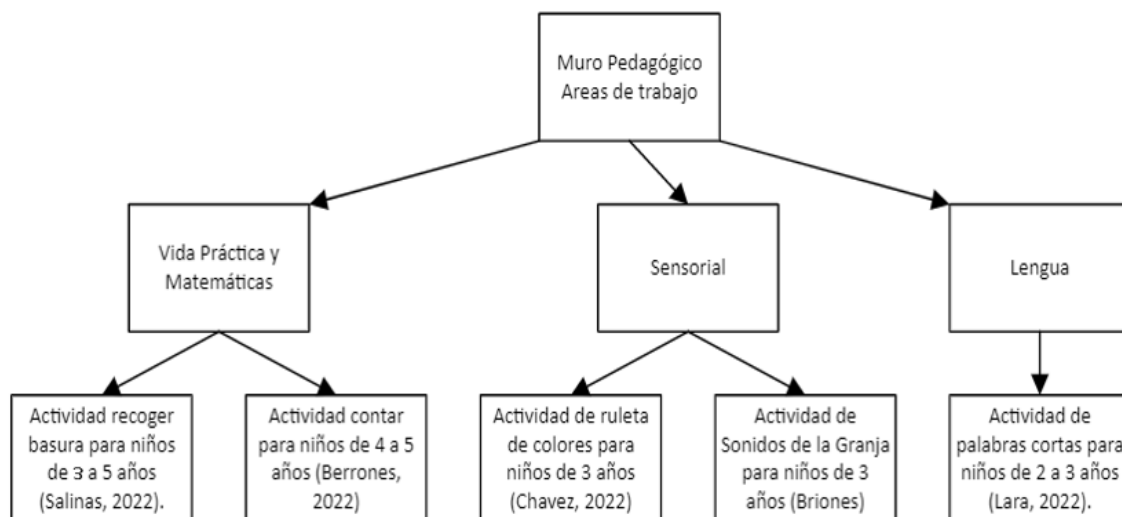 Muro Pedagógico
Areas de trabajo
Vida Práctica y
Matemáticas
Sensorial
Lengua
Actividad recoger
basura para niños
de 3 a 5 años
(Salinas, 2022).
Actividad contar
para niños de 4 a 5
años (Berrones,
2022)
Actividad de ruleta
de colores para
niños de 3 años
(Chavez, 2022)
Actividad de
Sonidos de la Granja
para niños de 3
años (Briones)
Actividad de
palabras cortas para
niños de 2 a 3 años
(Lara, 2022).